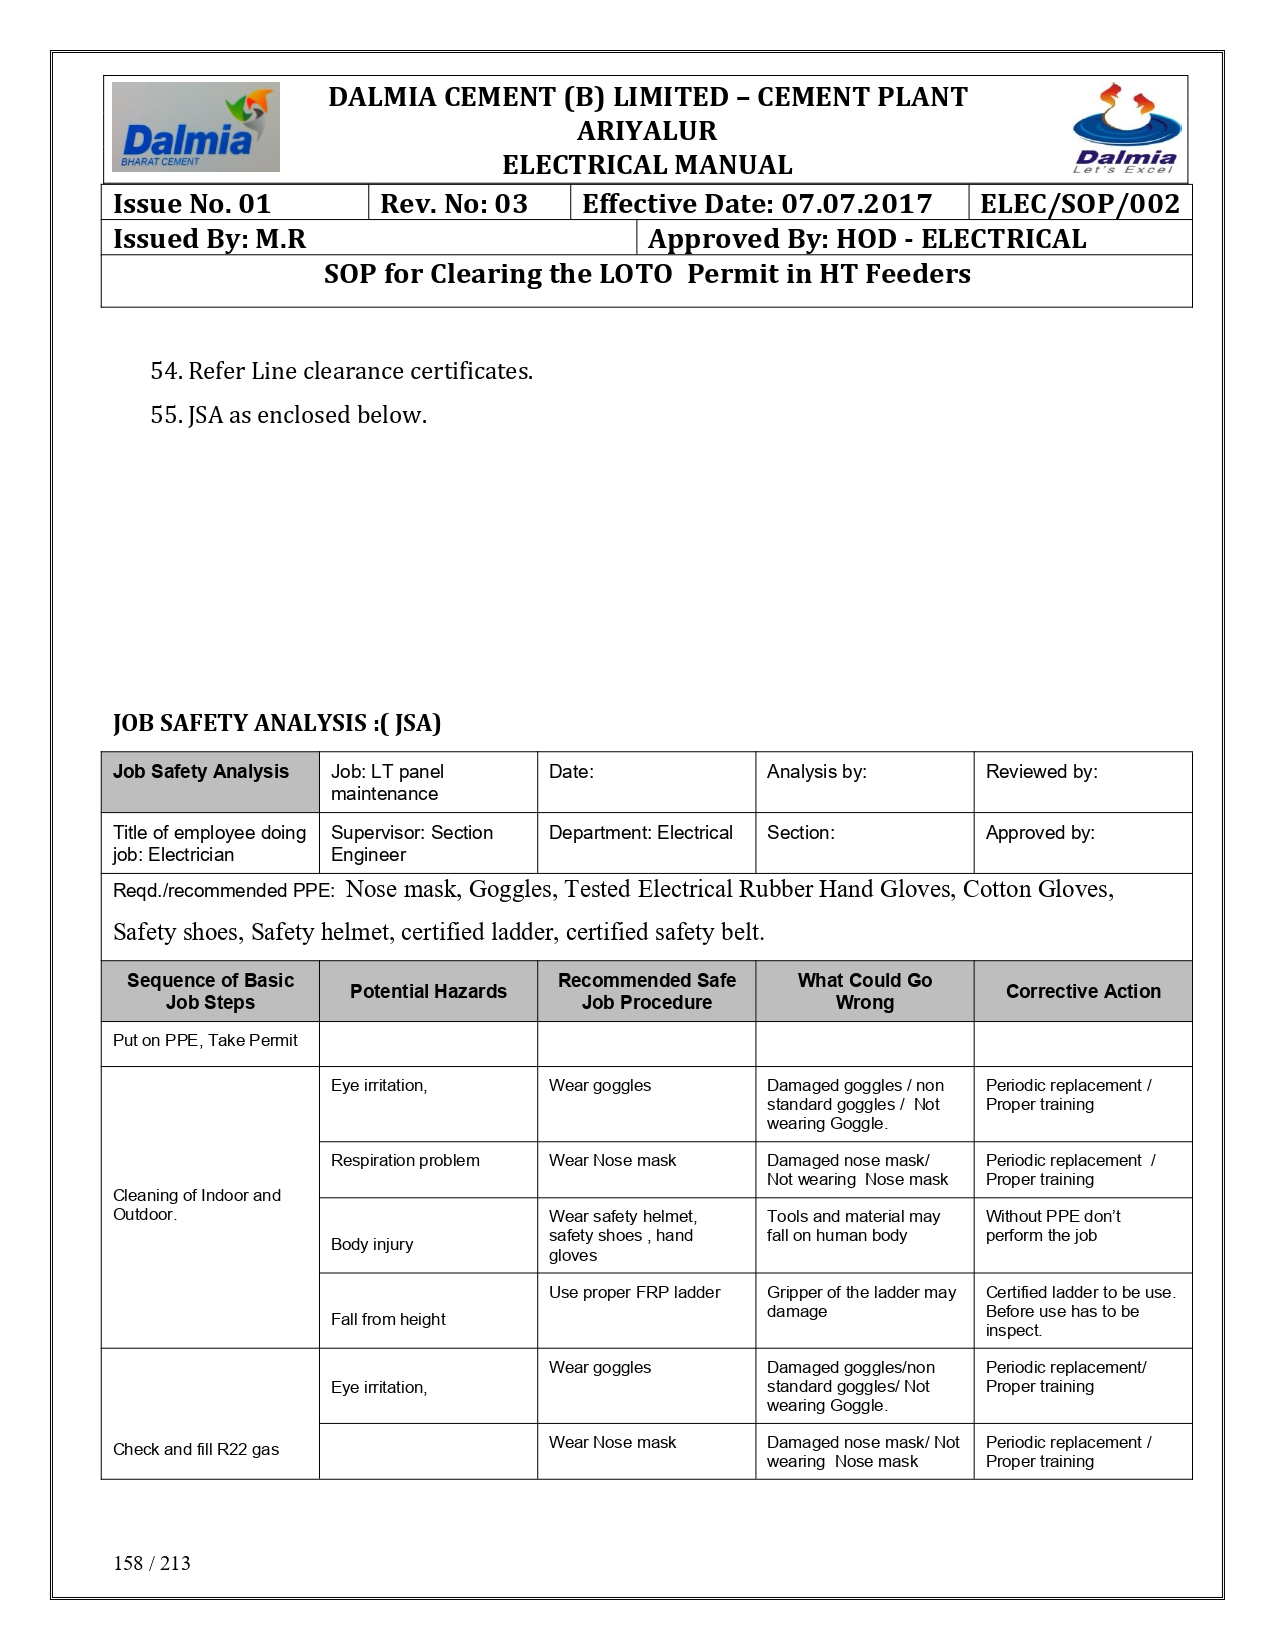 Dalmia
BHARAT CEMENT
DALMIA CEMENT (B) LIMITED – CEMENT PLANT
ARIYALUR
ELECTRICAL MANUAL
Dalmia
Let's Excel
Issue No. 01 Rev. No: 03 Effective Date: 07.07.2017 ELEC/SOP/002
Issued By: M.R Approved By: HOD - ELECTRICAL
SOP for Clearing the LOTO  Permit in HT Feeders
54. Refer Line clearance certificates.
55. JSA as enclosed below.
JOB SAFETY ANALYSIS :( JSA)
Job Safety Analysis
Job: LT panel
maintenance
Date:
Analysis by:
Reviewed by:
Title of employee doing
job: Electrician
Supervisor: Section
Engineer
Department: Electrical
Section:
Approved by:
Reqd./recommended PPE:  Nose mask, Goggles, Tested Electrical Rubber Hand Gloves, Cotton Gloves,
Safety shoes, Safety helmet, certified ladder, certified safety belt.
Sequence of Basic
Job Steps
Potential Hazards
Recommended Safe
Job Procedure
What Could Go
Wrong
Corrective Action
Put on PPE, Take Permit
Cleaning of Indoor and
Outdoor.
Eye irritation,
Wear goggles
Damaged goggles / non
standard goggles /  Not
wearing Goggle.
Periodic replacement /
Proper training
Respiration problem
Wear Nose mask
Damaged nose mask/
Not wearing  Nose mask
Periodic replacement  /
Proper training
Body injury
Wear safety helmet,
safety shoes , hand
gloves
Tools and material may
fall on human body
Without PPE don’t
perform the job
Fall from height
Use proper FRP ladder
Gripper of the ladder may
damage
Certified ladder to be use.
Before use has to be
inspect.
Check and fill R22 gas
Eye irritation,
Wear goggles
Damaged goggles/non
standard goggles/ Not
wearing Goggle.
Periodic replacement/
Proper training
Wear Nose mask
Damaged nose mask/ Not
wearing  Nose mask
Periodic replacement /
Proper training
158 / 213